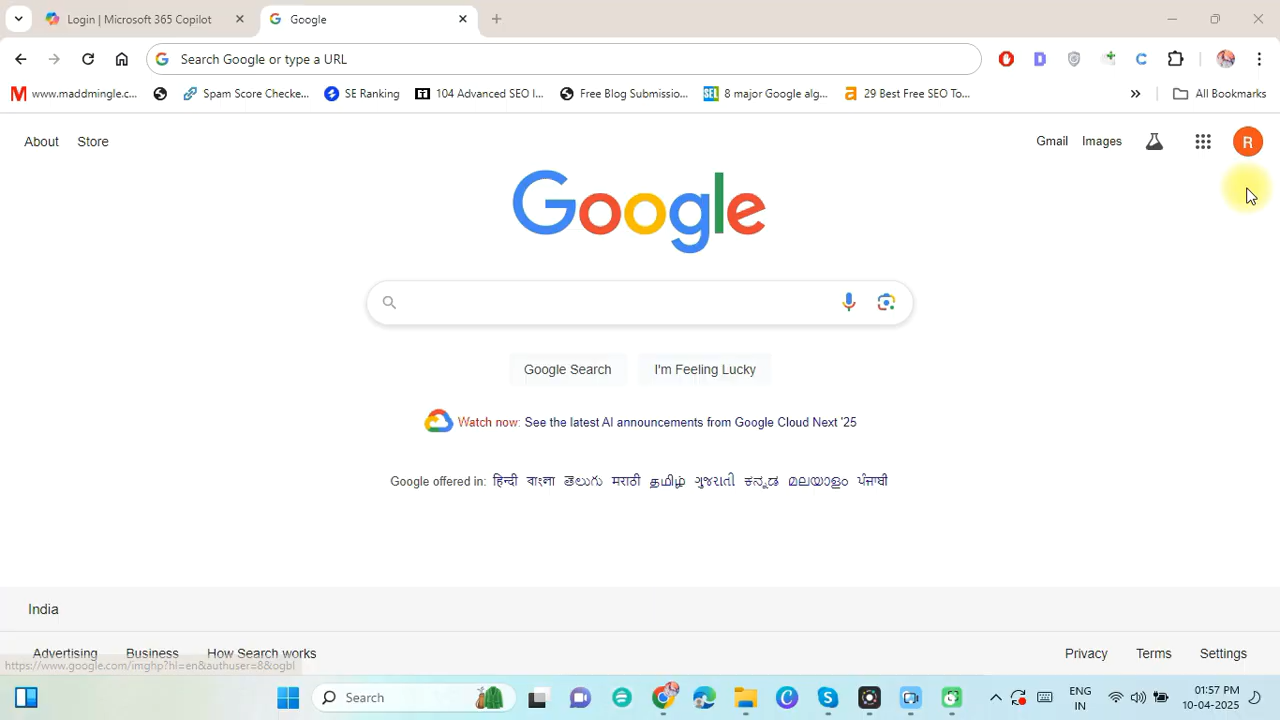 Login | Microsoft 365 Copilot
Google
Search Google or type a URL
M www.maddmingle.c...
Spam Score Checke...
SE Ranking
104 Advanced SEO I...
Free Blog Submissio...
SEL 8 major Google alg...
a 29 Best Free SEO To...
All Bookmarks
About Store
Gmail Images R
Google
Google Search I'm Feeling Lucky
Watch now: See the latest AI announcements from Google Cloud Next '25
Google offered in: हिन्दी বাংলা తెలుగు मराठी தமிழ் ગુજરાતી ಕನ್ನಡ മലയാളം ਪੰਜਾਬੀ
India
Advertising Business How Search works
Privacy Terms Settings
https://www.google.com/imghp?hl=en&authuser=8&ogbl
Search
ENG
IN
01:57 PM
10-04-2025